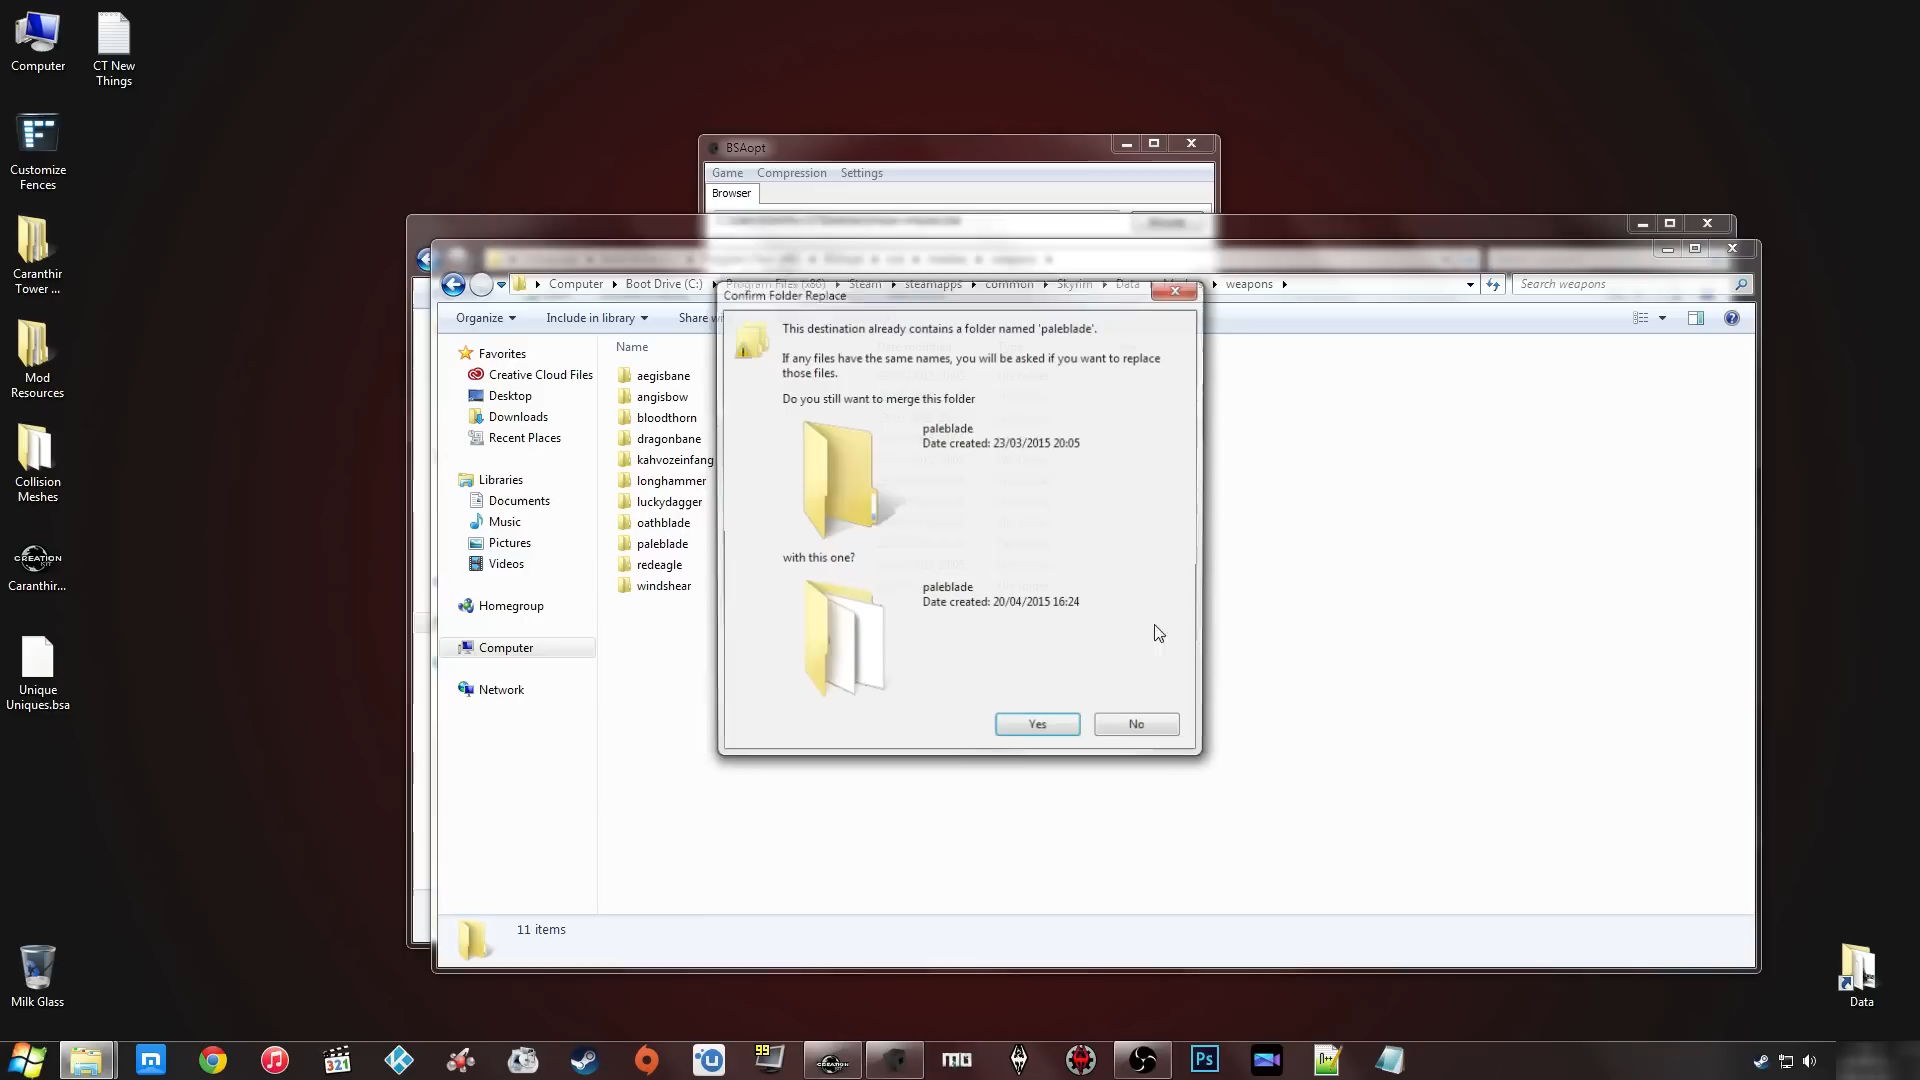 Computer
CT New
Things
Customize
Fences
Caranthir
Tower ...
Mod
Resources
Collision
Meshes
CREATION
KIT
Caranthir...
Unique
Uniques.bsa
Milk Glass
BSAopt
Game Compression Settings
Browser
Computer Boot Drive (C:) Program Files (x86) Steam steamapps common Skyrim Data weapons
Search weapons
Organize Include in library Share
Favorites
Creative Cloud Files
Desktop
Downloads
Recent Places
Libraries
Documents
Music
Pictures
Videos
Homegroup
Computer
Network
Name
aegisbane
angisbow
bloodthorn
dragonbane
kahvozeinfang
longhammer
luckydagger
oathblade
paleblade
redeagle
windshear
11 items
Confirm Folder Replace
This destination already contains a folder named 'paleblade'.
If any files have the same names, you will be asked if you want to replace
those files.
Do you still want to merge this folder
paleblade
Date created: 23/03/2015 20:05
with this one?
paleblade
Date created: 20/04/2015 16:24
Yes No
Data
321
99
CREATION
Ps